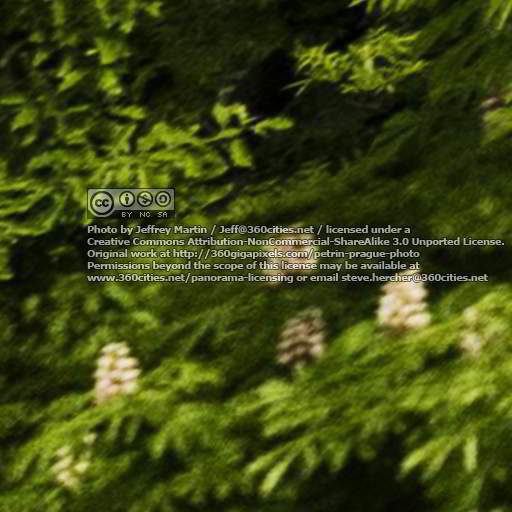 cc
BY NC SA
Photo by Jeffrey Martin / Jeff@360cities.net / licensed under a
Creative Commons Attribution-NonCommercial-ShareAlike 3.0 Unported License.
Original work at http://360gigapixels.com/petrin-prague-photo
Permissions beyond the scope of this license may be available at
www.360cities.net/panorama-licensing or email steve.hercher@360cities.net